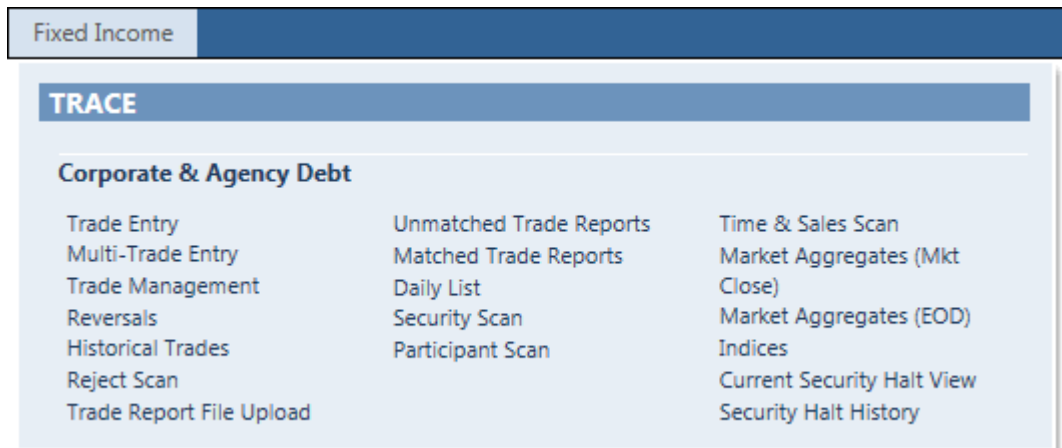 Fixed Income
TRACE
Corporate & Agency Debt
Trade Entry
Multi-Trade Entry
Trade Management
Reversals
Historical Trades
Reject Scan
Trade Report File Upload
Unmatched Trade Reports
Matched Trade Reports
Daily List
Security Scan
Participant Scan
Time & Sales Scan
Market Aggregates (Mkt
Close)
Market Aggregates (EOD)
Indices
Current Security Halt View
Security Halt History